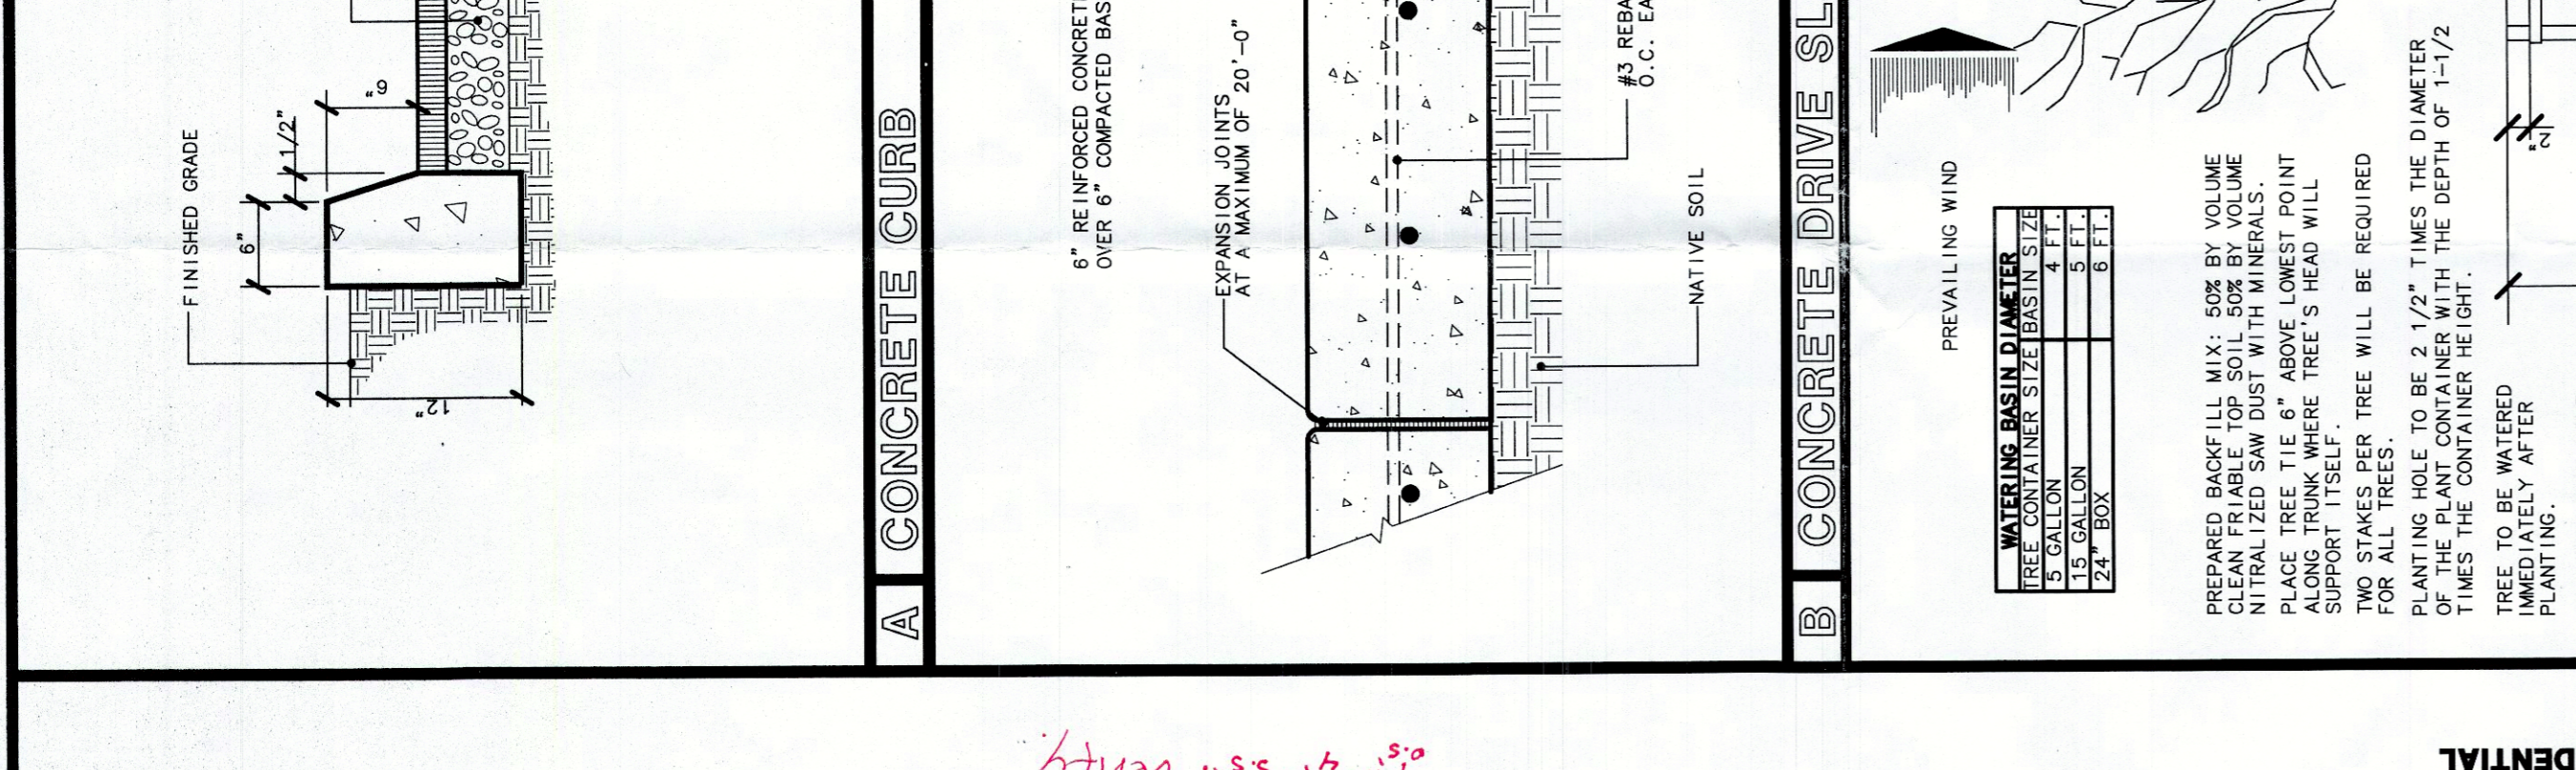 FINISHED GRADE
6"
1/2"
6"
12"
A CONCRETE CURB
6" REINFORCED
OVER 6" COMPACTED
EXPANSION JOINTS
AT A MAXIMUM OF 20'-0"
#3
O.C.
NATIVE SOIL
B CONCRETE DRIVE
PREVAILING WIND
WATERING BASIN DIAMETER
TREE CONTAINER SIZE BASIN SIZE
5 GALLON 4 FT.
15 GALLON 5 FT.
24" BOX 6 FT.
PREPARED BACKFILL MIX: 50% BY VOLUME
CLEAN FRIABLE TOP SOIL 50% BY VOLUME
NITRALIZED SAW DUST WITH MINERALS.
PLACE TREE TIE 6" ABOVE LOWEST POINT
ALONG TRUNK WHERE TREE'S HEAD WILL
SUPPORT ITSELF.
TWO STAKES PER TREE WILL BE REQUIRED
FOR ALL TREES.
PLANTING HOLE TO BE 2 1/2" TIMES THE DIAMETER
OF THE PLANT CONTAINER WITH THE DEPTH OF 1-1/2
TIMES THE CONTAINER HEIGHT.
TREE TO BE WATERED
IMMEDIATELY AFTER
PLANTING.
2"
DENTIAL